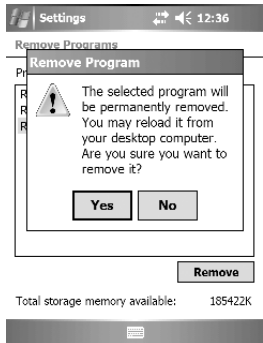 Settings 12:36
Remove Programs
Remove Program
Pr
R
R
R
The selected program will
be permanently removed.
You may reload it from
your desktop computer.
Are you sure you want to
remove it?
Yes No
Remove
Total storage memory available: 185422K